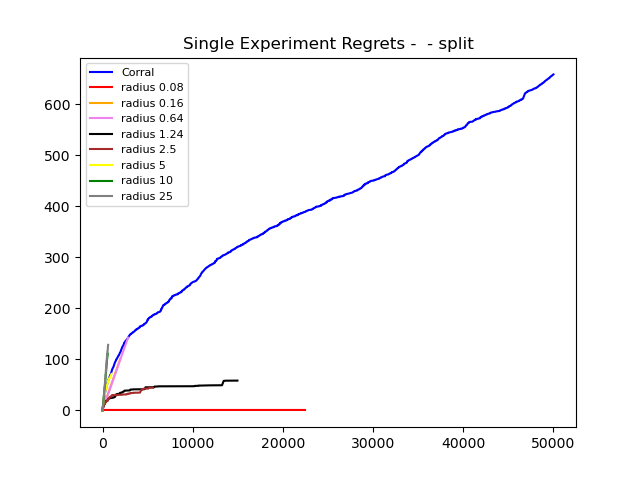 Single Experiment Regrets -  - split
Corral
radius 0.08
radius 0.16
radius 0.64
radius 1.24
radius 2.5
radius 5
radius 10
radius 25
600
500
400
300
200
100
0
0 10000 20000 30000 40000 50000